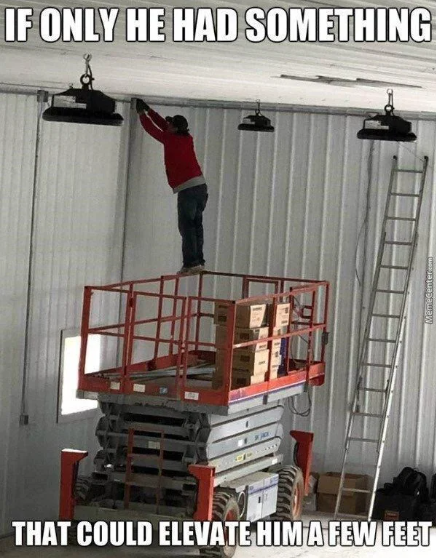 IF ONLY HE HAD SOMETHING
MemeCenter.com
THAT COULD ELEVATE HIM A FEW FEET